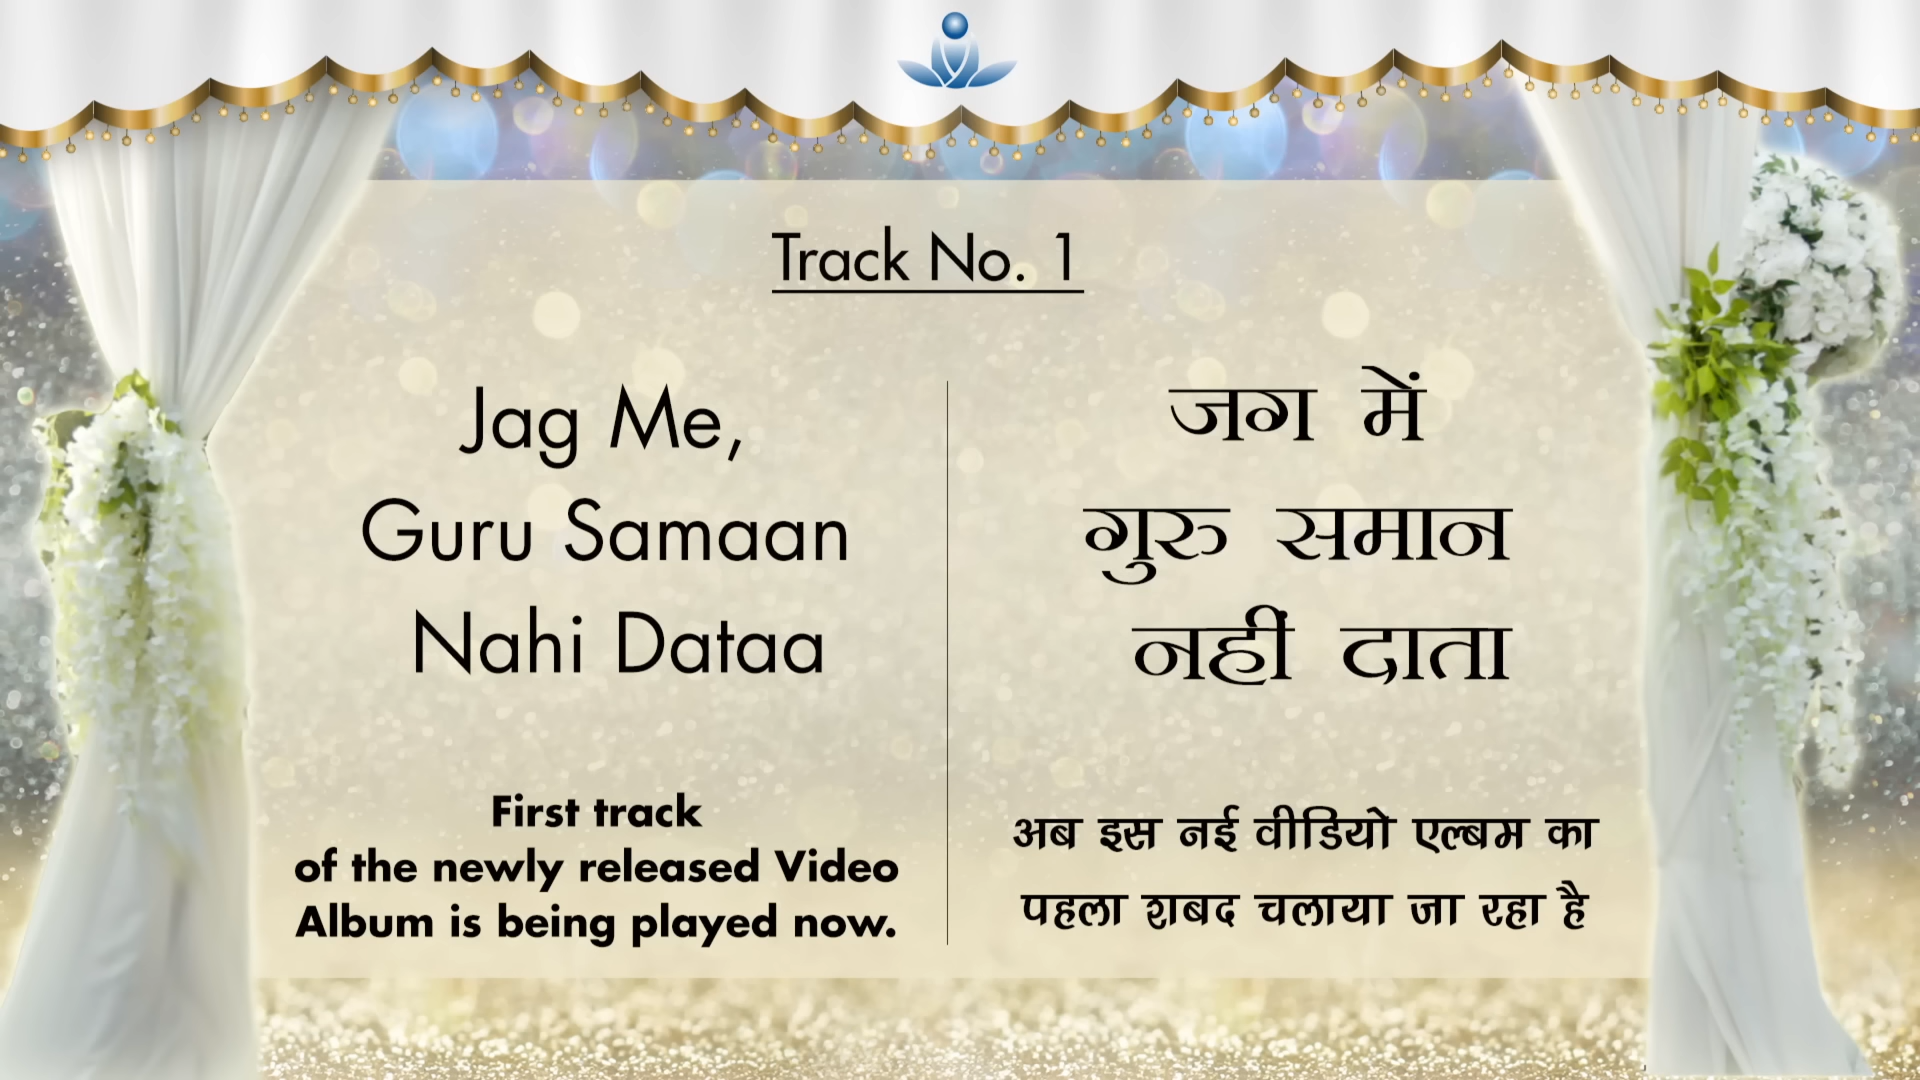 Track No. 1
Jag Me,
Guru Samaan
Nahi Dataa
First track
of the newly released Video
Album is being played now.
जग में
गुरु समान
नहीं दाता
अब इस नई वीडियो एल्बम का
पहला शबद चलाया जा रहा है